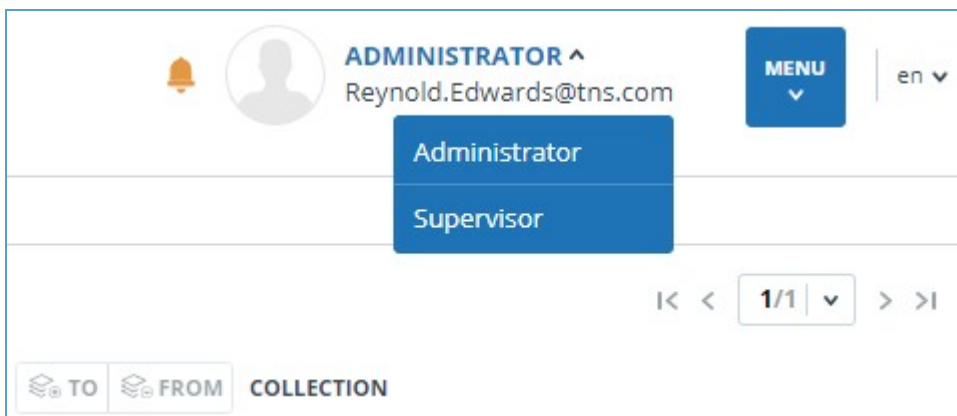 ADMINISTRATOR
Reynold.Edwards@tns.com
MENU
en
Administrator
Supervisor
1/1
TO FROM COLLECTION